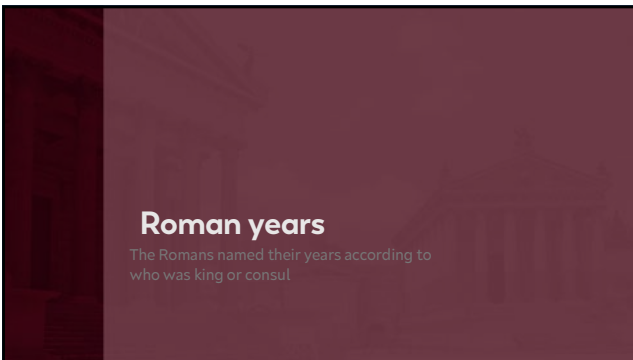 Roman years
The Romans named their years according to
who was king or consul